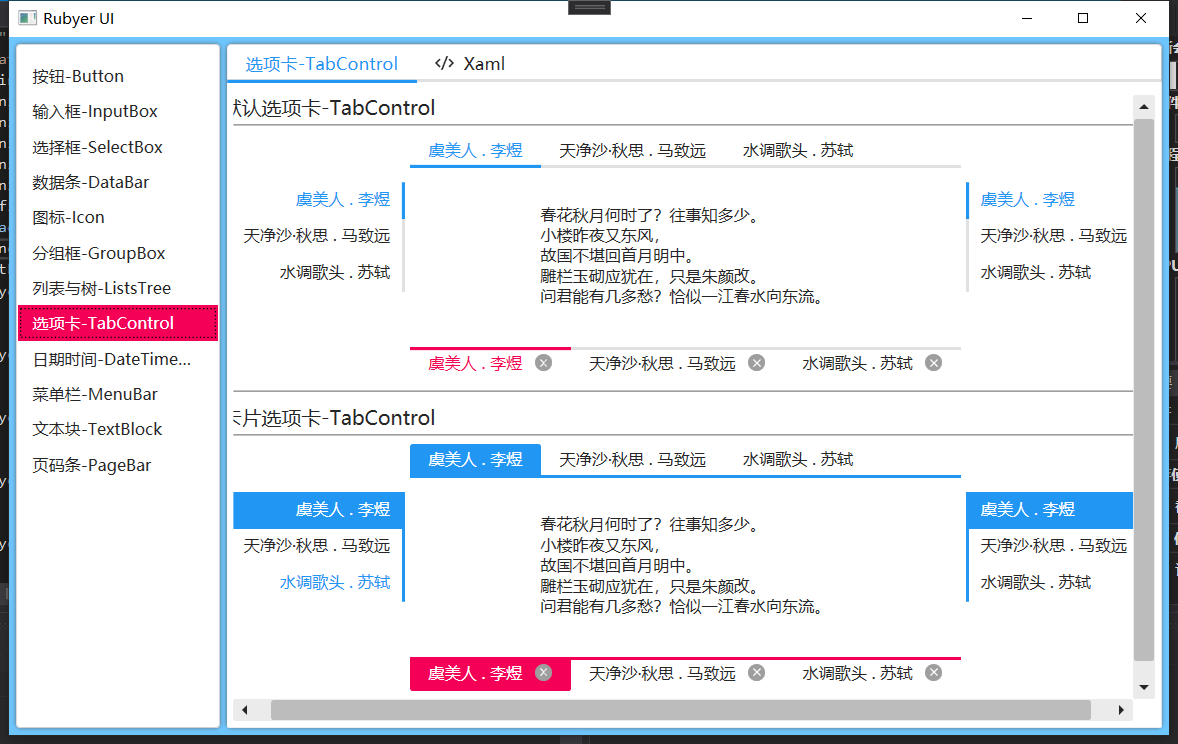 Rubyer UI
按钮-Button
输入框-InputBox
选择框-SelectBox
数据条-DataBar
图标-Icon
分组框-GroupBox
列表与树-ListsTree
选项卡-TabControl
日期时间-DateTime...
菜单栏-MenuBar
文本块-TextBlock
页码条-PageBar
选项卡-TabControl
</> Xaml
默认选项卡-TabControl
虞美人 . 李煜 天净沙·秋思 . 马致远 水调歌头 . 苏轼
虞美人 . 李煜
天净沙·秋思 . 马致远
水调歌头 . 苏轼
春花秋月何时了？往事知多少。
小楼昨夜又东风，
故国不堪回首月明中。
雕栏玉砌应犹在，只是朱颜改。
问君能有几多愁？恰似一江春水向东流。
虞美人 . 李煜
天净沙·秋思 . 马致远
水调歌头 . 苏轼
虞美人 . 李煜 天净沙·秋思 . 马致远 水调歌头 . 苏轼
卡片选项卡-TabControl
虞美人 . 李煜 天净沙·秋思 . 马致远 水调歌头 . 苏轼
虞美人 . 李煜
天净沙·秋思 . 马致远
水调歌头 . 苏轼
春花秋月何时了？往事知多少。
小楼昨夜又东风，
故国不堪回首月明中。
雕栏玉砌应犹在，只是朱颜改。
问君能有几多愁？恰似一江春水向东流。
虞美人 . 李煜
天净沙·秋思 . 马致远
水调歌头 . 苏轼
虞美人 . 李煜 天净沙·秋思 . 马致远 水调歌头 . 苏轼